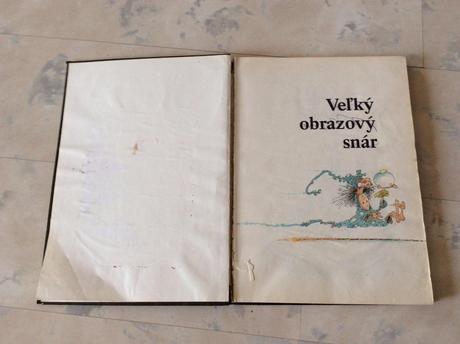 Veľký
obrazový
snár